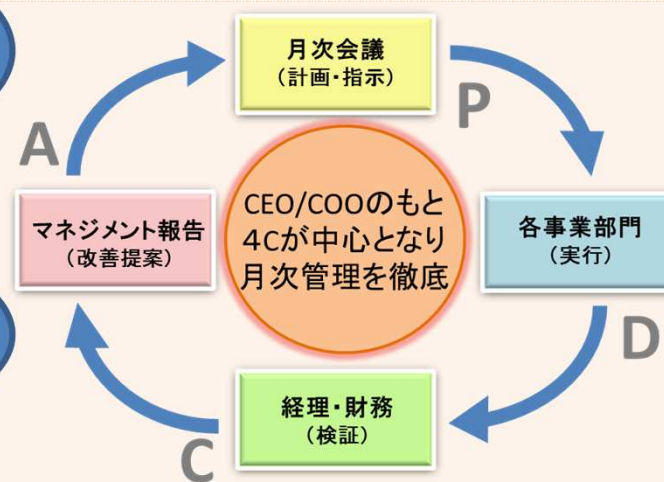 月次会議
(計画・指示)
P
A
CEO/COOのもと
4Cが中心となり
月次管理を徹底
マネジメント報告
(改善提案)
各事業部門
(実行)
D
経理・財務
(検証)
C